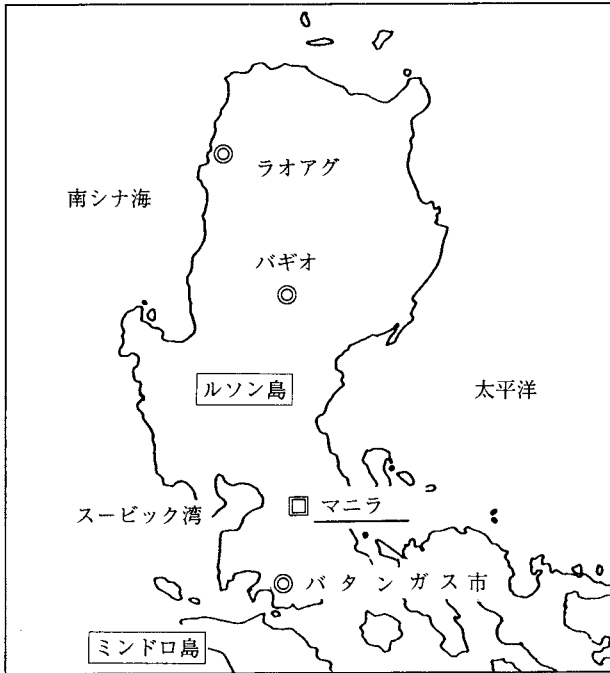 ラオアグ
南シナ海
バギオ
ルソン島
太平洋
スービック湾
マニラ
バタンガス市
ミンドロ島